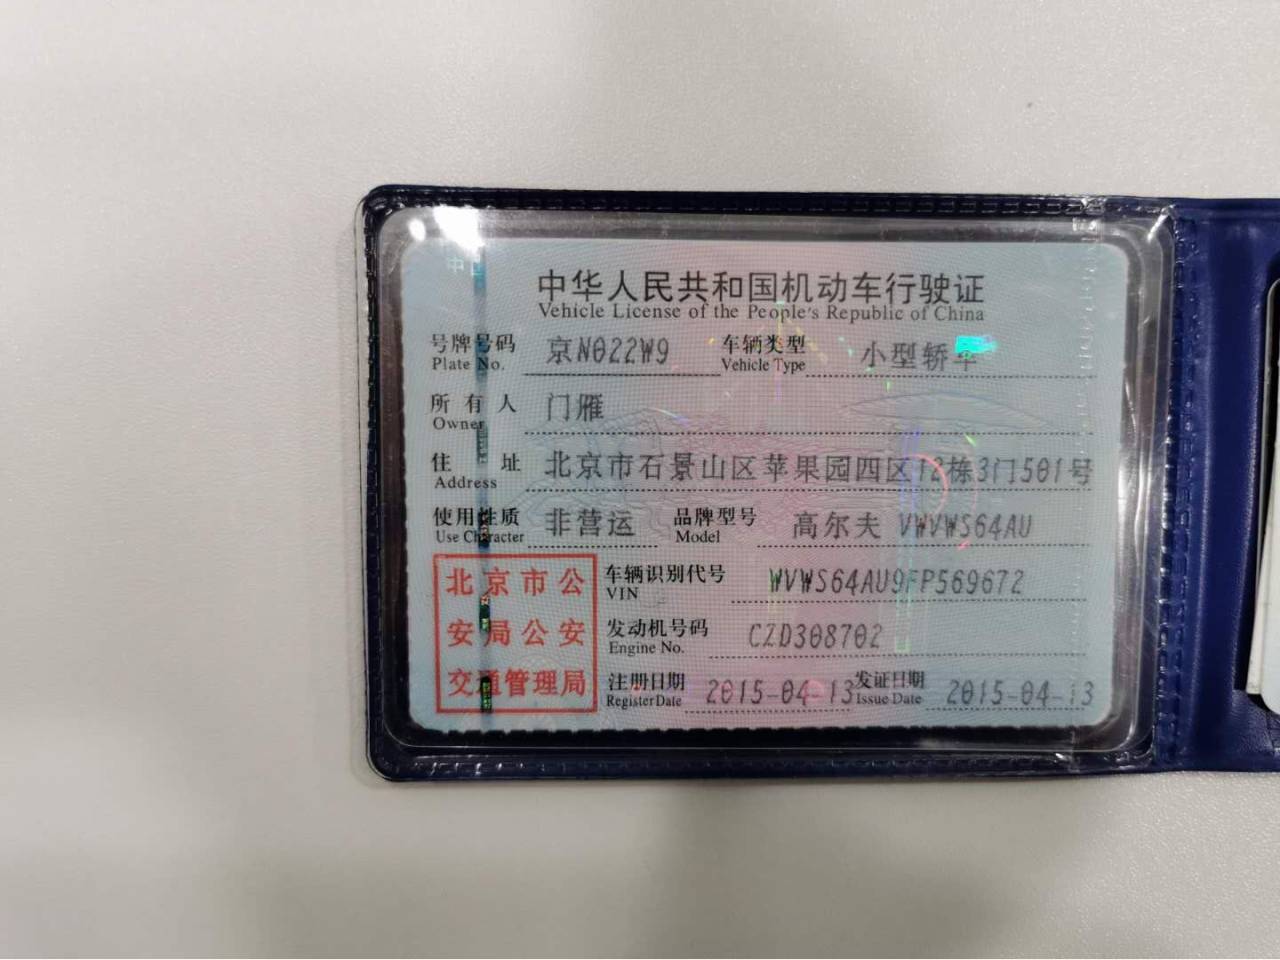 中华人民共和国机动车行驶证
Vehicle License of the People's Republic of China
号牌号码 京N022W9 车辆类型 小型轿车
Plate No. Vehicle Type
所有人 门雁
Owner
住址 北京市石景山区苹果园四区12栋3门501号
Address
使用性质 非营运 品牌型号 高尔夫 VWVWS64AU
Use Character Model
北京市公安局公安交通管理局
车辆识别代号 WVWS64AU9FP569672
VIN
发动机号码 CZD308702
Engine No.
注册日期 2015-04-13 发证日期 2015-04-13
Register Date Issue Date